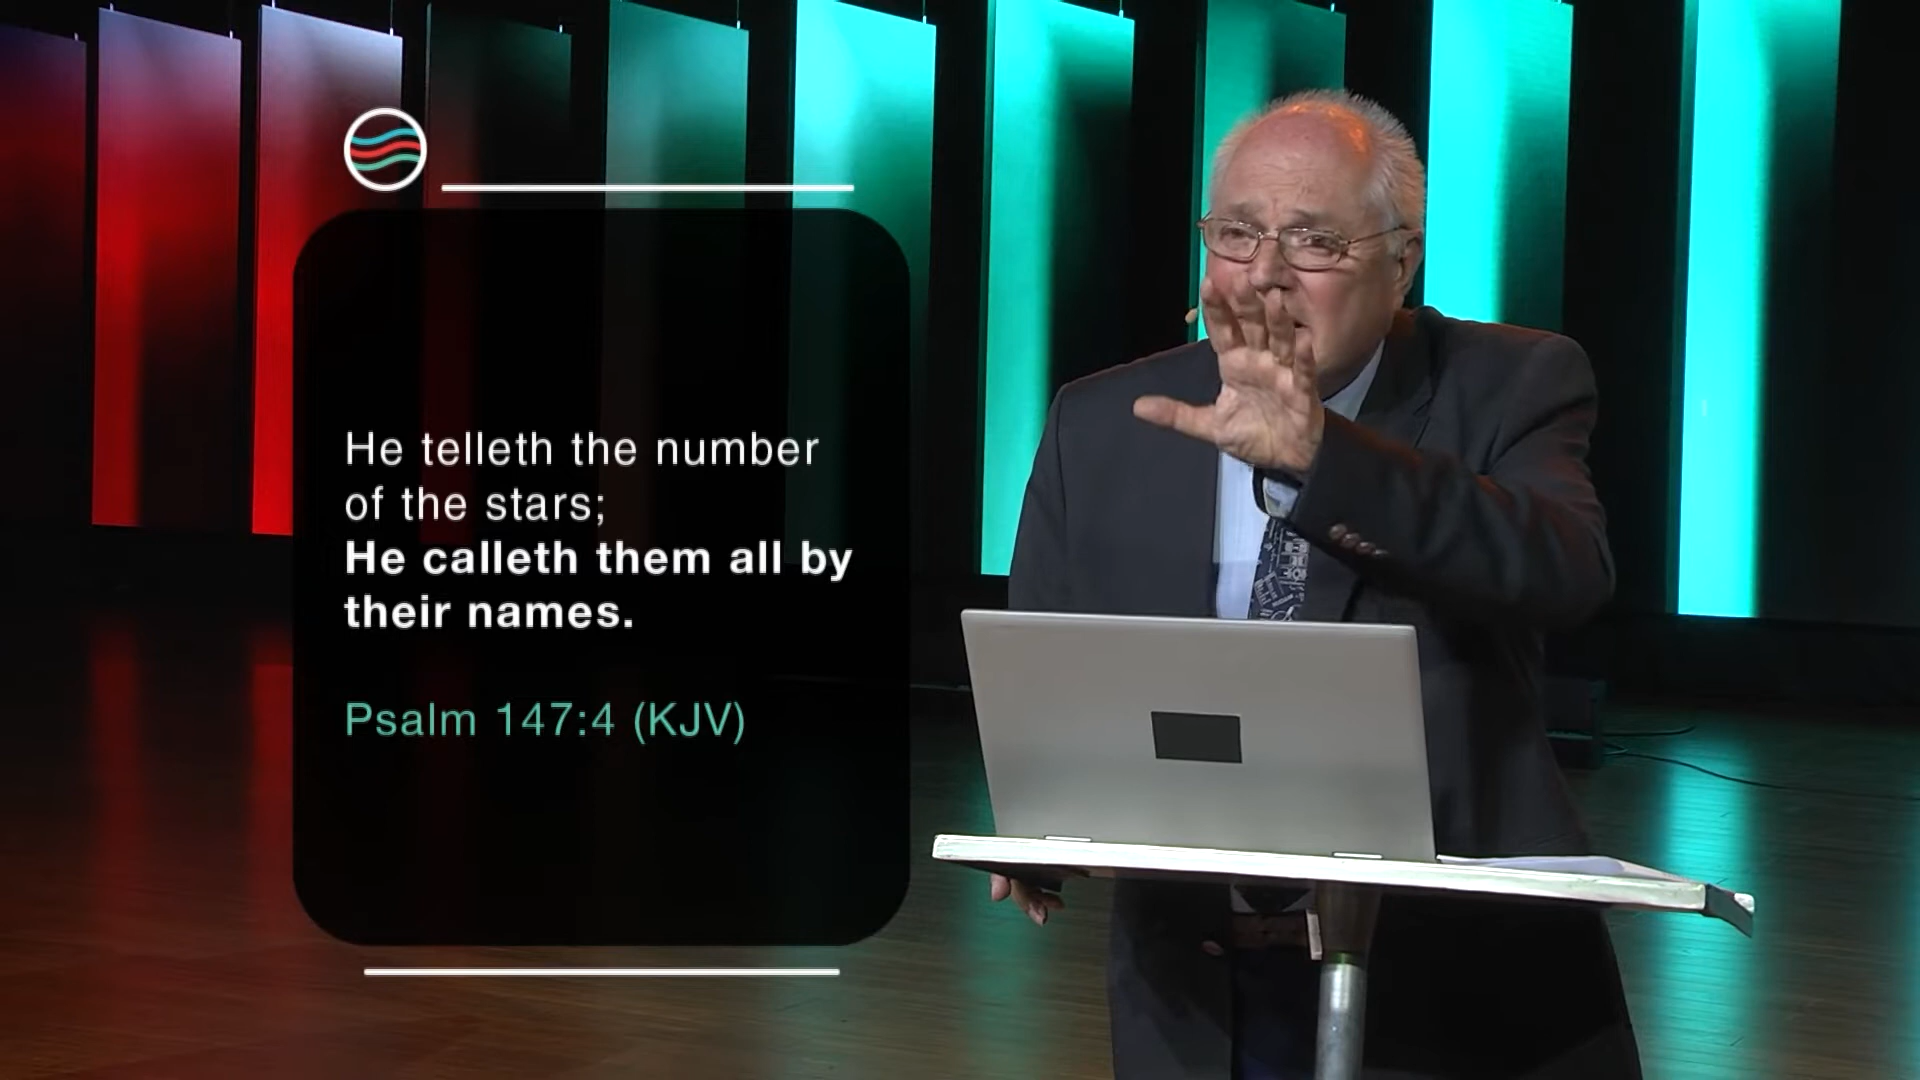 He telleth the number
of the stars;
He calleth them all by
their names.
Psalm 147:4 (KJV)